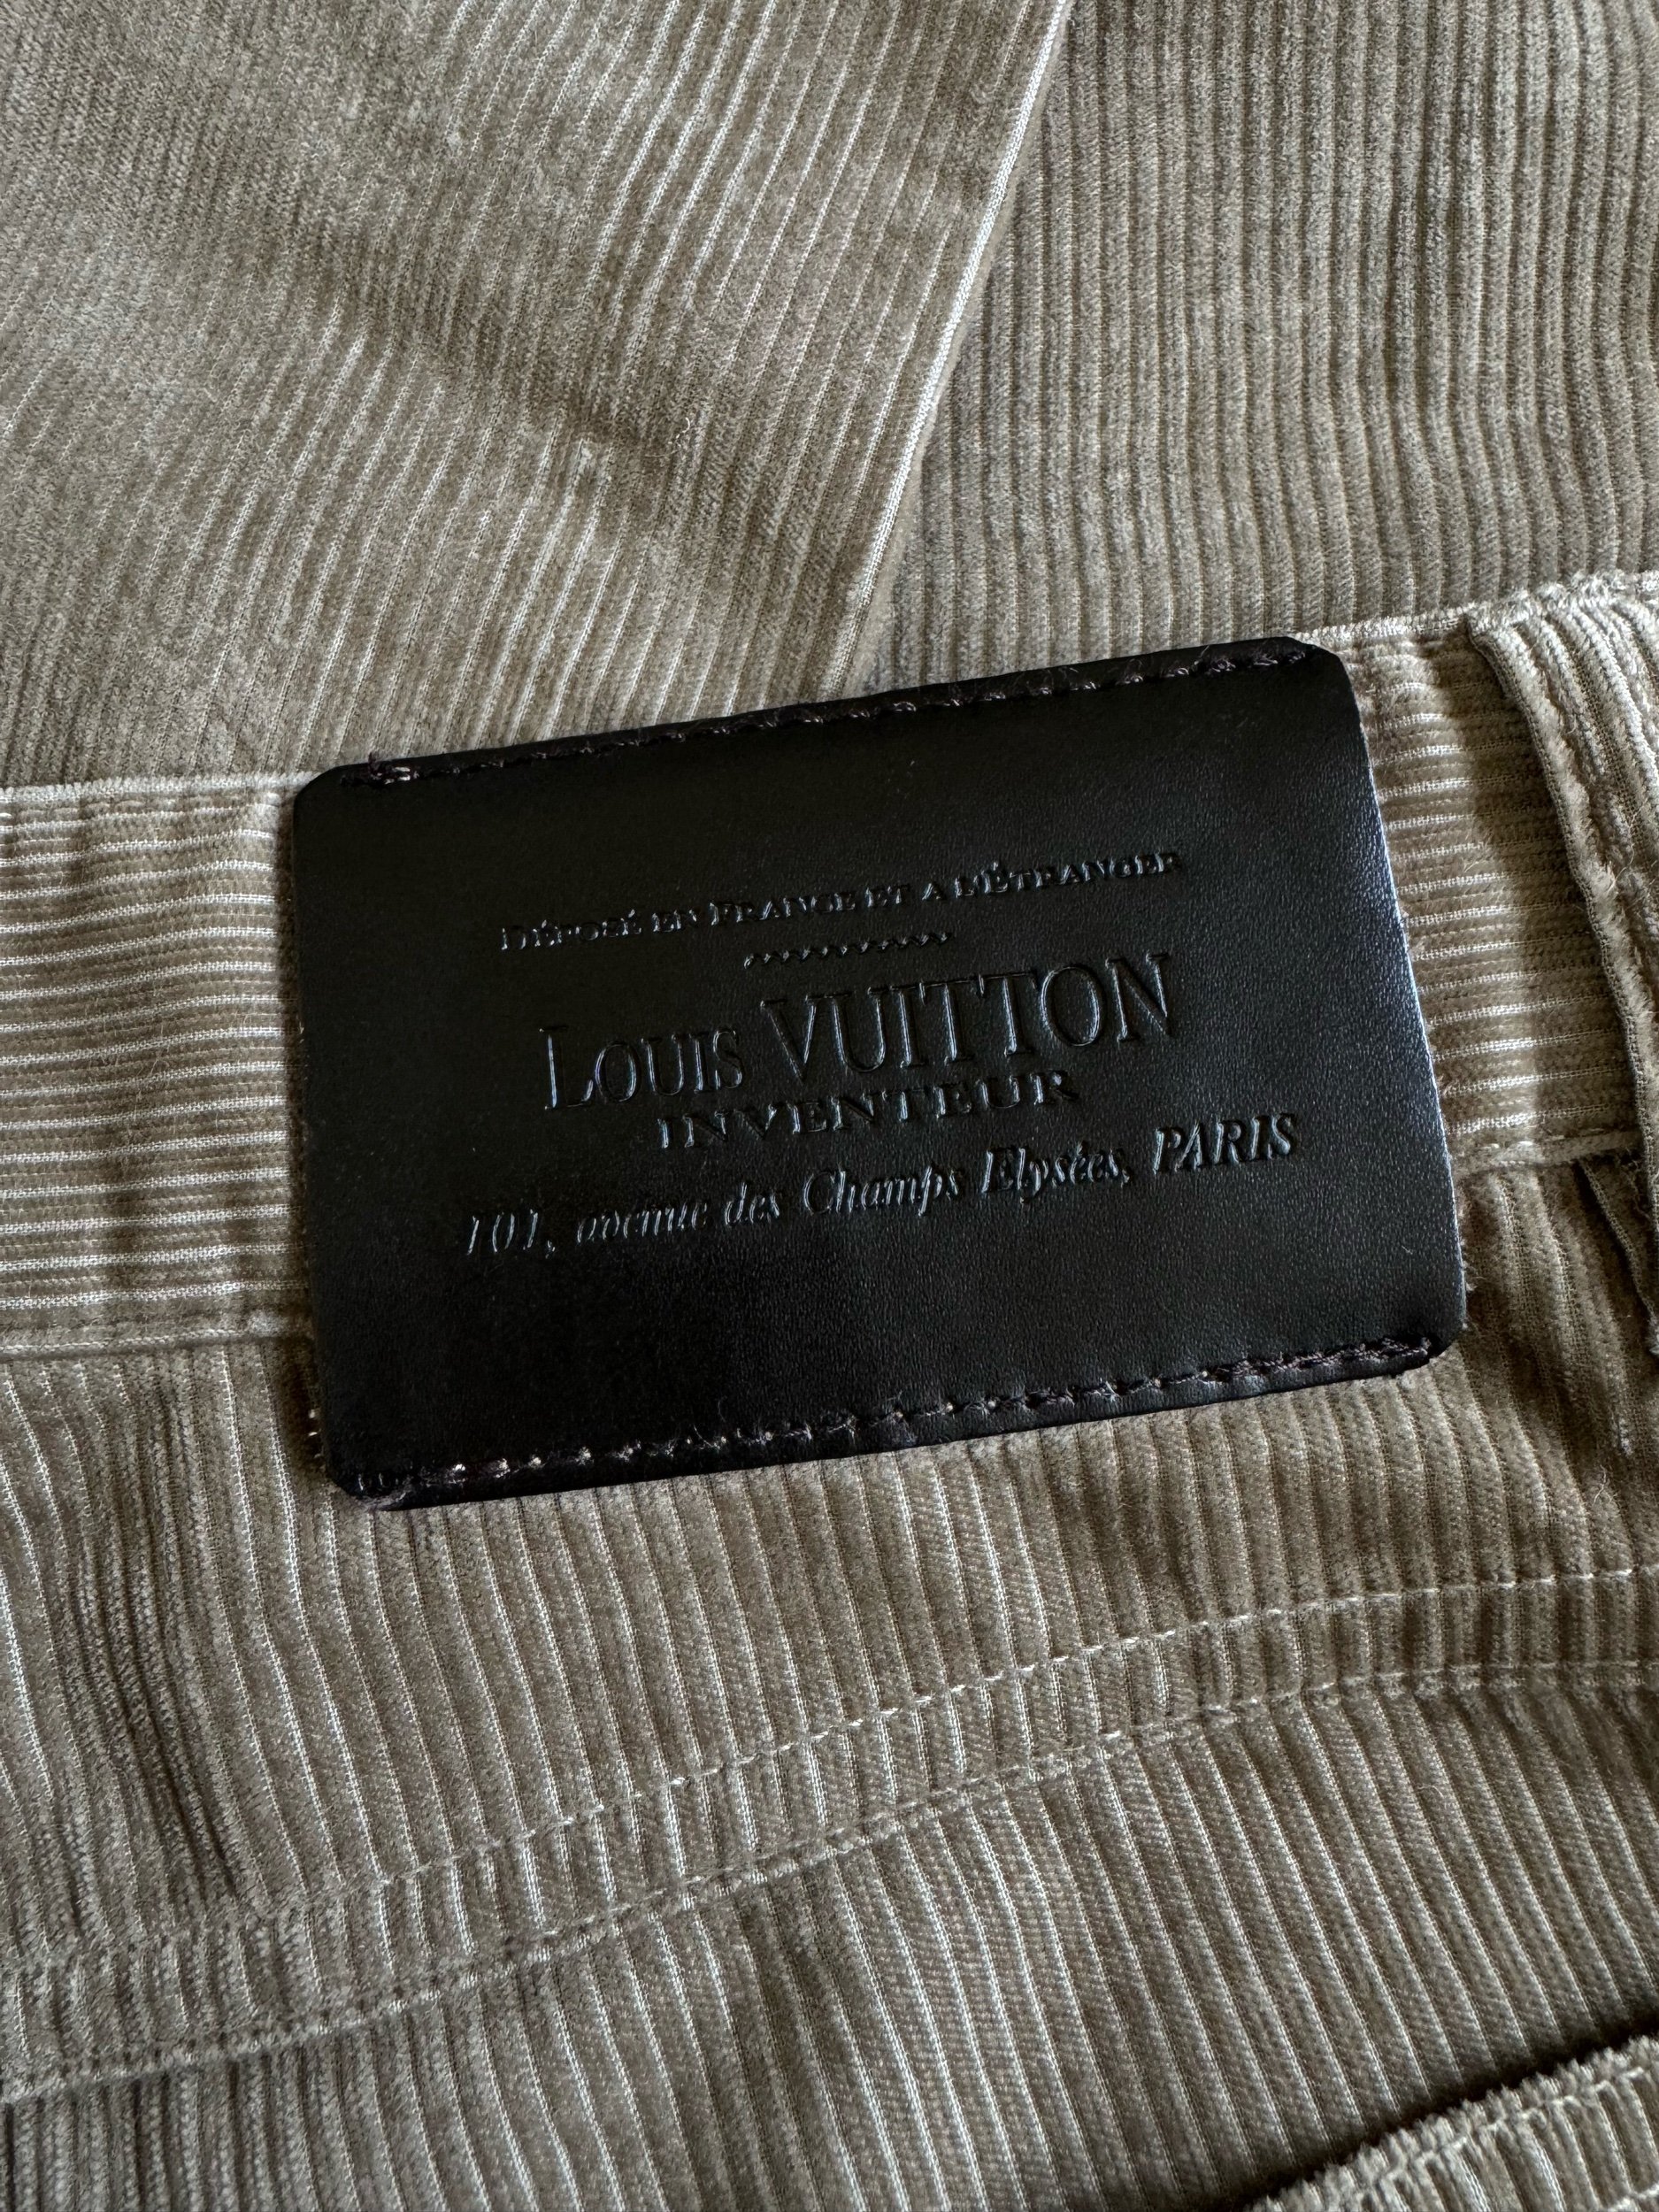 DÉPOSÉ EN FRANCE ET A L'ÉTRANGER
LOUIS VUITTON
INVENTEUR
101, avenue des Champs Elysées, PARIS